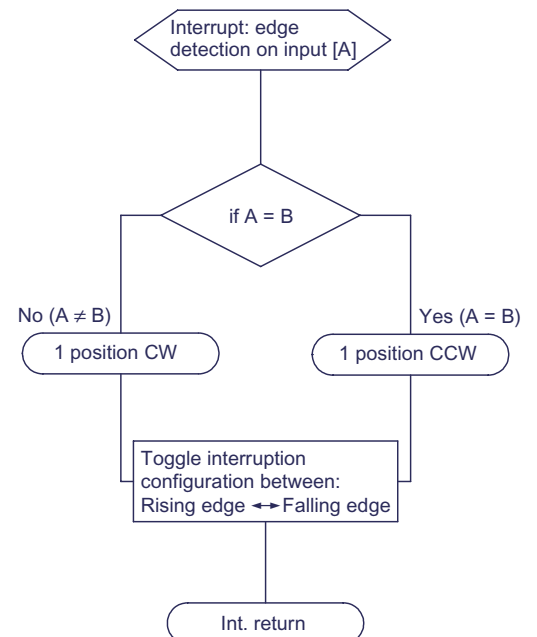 Interrupt: edge
detection on input [A]
if A = B
No (A ≠ B)
Yes (A = B)
1 position CW
1 position CCW
Toggle interruption
configuration between:
Rising edge ↔ Falling edge
Int. return